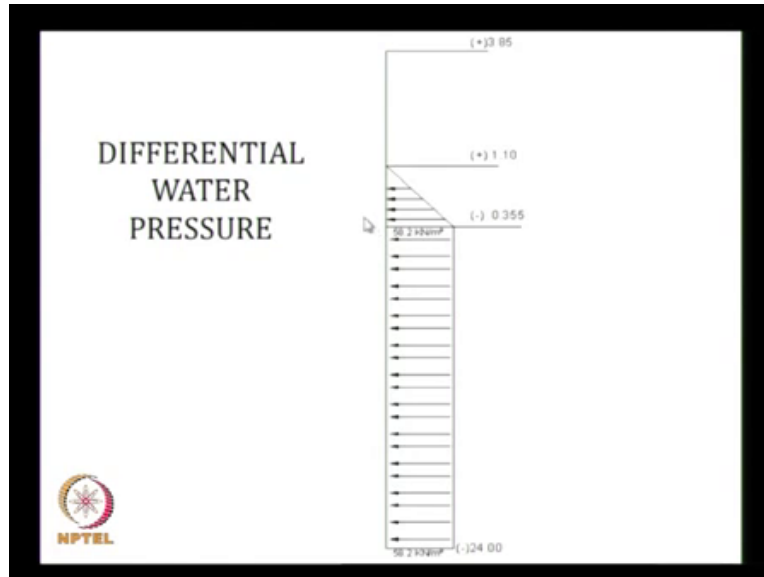 (+)3 85
DIFFERENTIAL
WATER
PRESSURE
(+) 1.10
(-) 0.355
58.2 kN/m²
58.2 kN/m²
(-)24 00
NPTEL